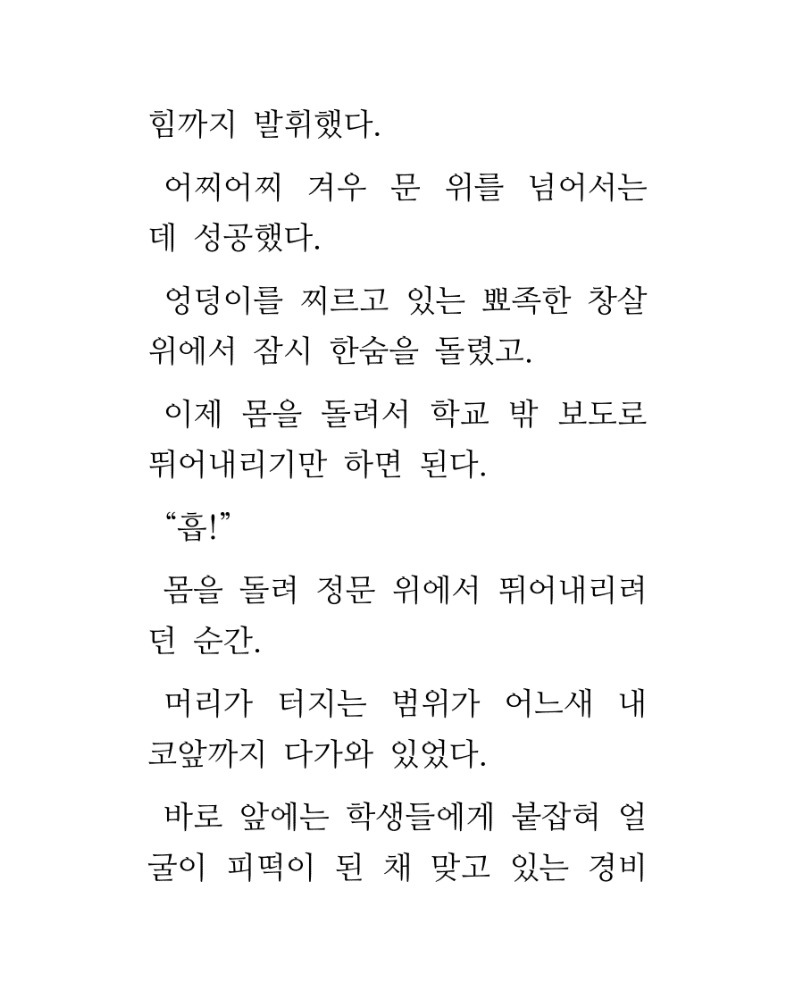 힘까지 발휘했다.
어찌어찌 겨우 문 위를 넘어서는
데 성공했다.
엉덩이를 찌르고 있는 뾰족한 창살
위에서 잠시 한숨을 돌렸고.
이제 몸을 돌려서 학교 밖 보도로
뛰어내리기만 하면 된다.
“흡!”
몸을 돌려 정문 위에서 뛰어내리려
던 순간.
머리가 터지는 범위가 어느새 내
코앞까지 다가와 있었다.
바로 앞에는 학생들에게 붙잡혀 얼
굴이 피떡이 된 채 맞고 있는 경비